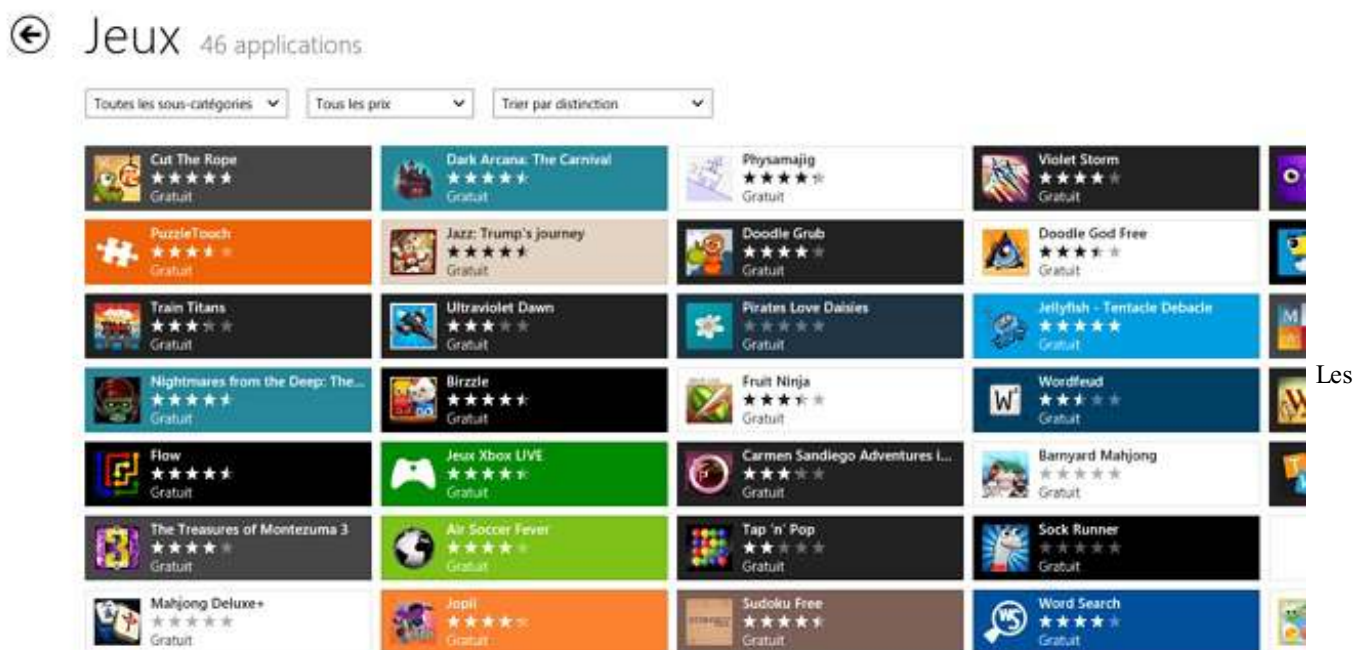 Jeux 46 applications
Toutes les sous-catégories
Tous les prix
Trier par distinction
Cut The Rope
Gratuit
Dark Arcana: The Carnival
Gratuit
Physamajig
Gratuit
Violet Storm
Gratuit
PuzzleTouch
Gratuit
Jazz: Trump's journey
Gratuit
Doodle Grub
Gratuit
Doodle God Free
Gratuit
Train Titans
Gratuit
Ultraviolet Dawn
Gratuit
Pirates Love Daisies
Gratuit
Jellyfish - Tentacle Debacle
Gratuit
Nightmares from the Deep: The...
Gratuit
Birzzle
Gratuit
Fruit Ninja
Gratuit
Wordfeud
Gratuit
Les
Flow
Gratuit
Jeux Xbox LIVE
Gratuit
Carmen Sandiego Adventures i...
Gratuit
Barnyard Mahjong
Gratuit
The Treasures of Montezuma 3
Gratuit
Air Soccer Fever
Gratuit
Tap 'n' Pop
Gratuit
Sock Runner
Gratuit
Mahjong Deluxe+
Gratuit
Jopil
Gratuit
Sudoku Free
Gratuit
Word Search
Gratuit